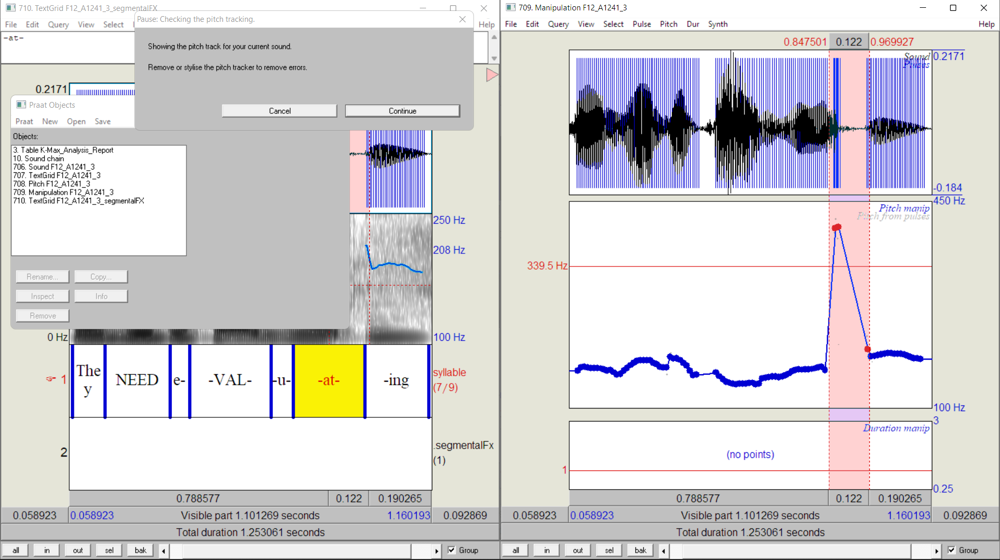 710. TextGrid F12_A1241_3_segmentalFX
File Edit Query View Select Help
-at-
Pause: Checking the pitch tracking.
Showing the pitch track for your current sound.
Remove or stylise the pitch tracker to remove errors.
Cancel Continue
0.2171
Praat Objects
Praat New Open Save
Objects:
3. Table K-Max_Analysis_Report
10. Sound chain
706. Sound F12_A1241_3
707. TextGrid F12_A1241_3
708. Pitch F12_A1241_3
709. Manipulation F12_A1241_3
710. TextGrid F12_A1241_3_segmentalFX
Rename... Copy...
Inspect Info
Remove
250 Hz
208 Hz
0 Hz 100 Hz
1 The NEED e- -VAL- -u- -at- -ing syllable
y (7/9)
2 .segmentalFx
(1)
0.788577 0.122 0.190265
0.058923 0.058923 Visible part 1.101269 seconds 1.160193 0.092869
Total duration 1.253061 seconds
all in out sel bak Group
709. Manipulation F12_A1241_3
File Edit Query View Select Pulse Pitch Dur Synth Help
0.847501 0.122 0.969927
Sound 0.2171
Pulses
-0.184
450 Hz
Pitch manip
Pitch from pulses
339.5 Hz
100 Hz
3
Duration manip
(no points)
1
0.25
0.788577 0.122 0.190265
0.058923 0.058923 Visible part 1.101269 seconds 1.160193 0.092869
Total duration 1.253061 seconds
all in out sel bak Group